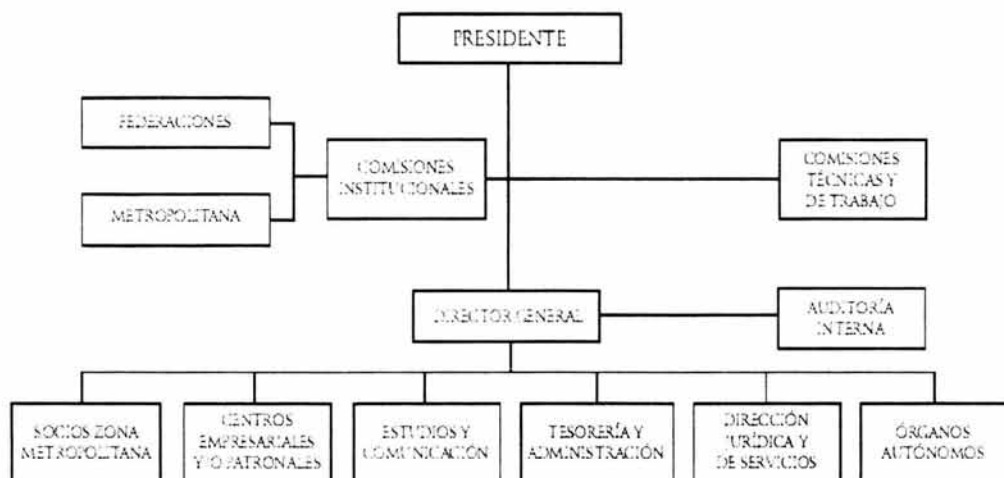 PRESIDENTE
FEDERACIONES
METROPOLITANA
COMISIONES
INSTITUCIONALES
COMISIONES
TÉCNICAS Y
DE TRABAJO
DIRECTOR GENERAL
AUDITORÍA
INTERNA
SOCIOS ZONA
METROPOLITANA
CENTROS
EMPRESARIALES
Y/O PATRONALES
ESTUDIOS Y
COMUNICACIÓN
TESORERÍA Y
ADMINISTRACIÓN
DIRECCIÓN
JURÍDICA Y
DE SERVICIOS
ÓRGANOS
AUTÓNOMOS